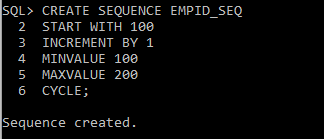 SQL> CREATE SEQUENCE EMPID_SEQ
2 START WITH 100
3 INCREMENT BY 1
4 MINVALUE 100
5 MAXVALUE 200
6 CYCLE;
Sequence created.